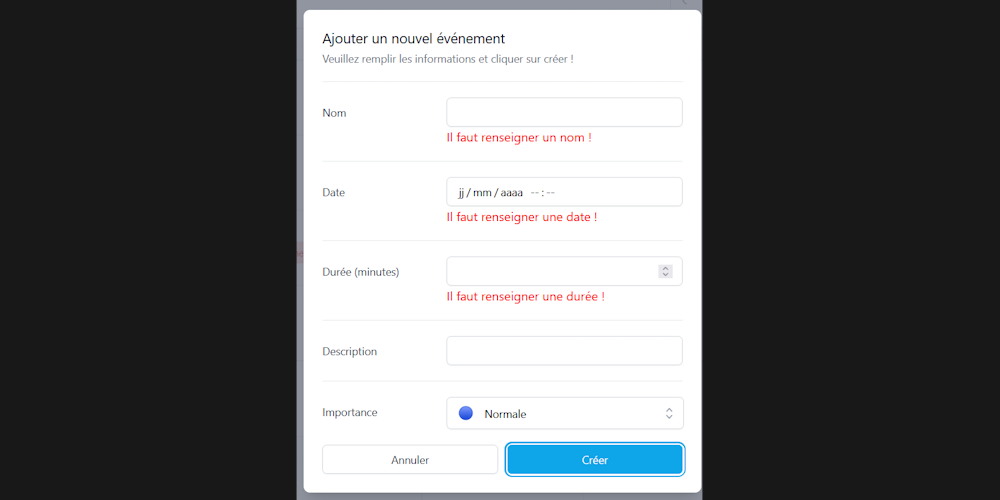 Ajouter un nouvel événement
Veuillez remplir les informations et cliquer sur créer !
Nom
Il faut renseigner un nom !
Date
jj / mm / aaaa -- : --
Il faut renseigner une date !
Durée (minutes)
Il faut renseigner une durée !
Description
Importance
Normale
Annuler
Créer